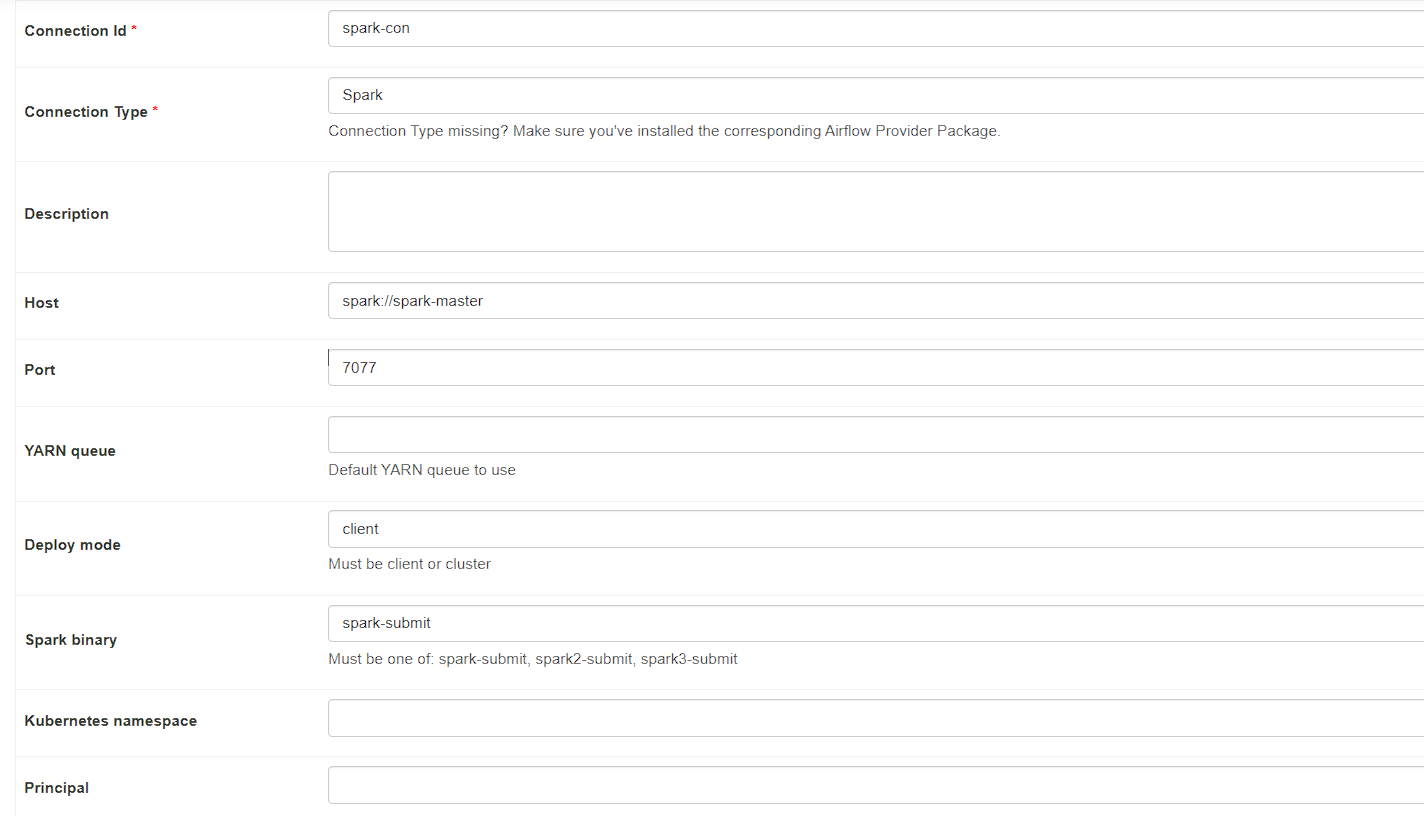 Connection Id *
spark-con
Connection Type *
Spark
Connection Type missing? Make sure you've installed the corresponding Airflow Provider Package.
Description
Host
spark://spark-master
Port
7077
YARN queue
Default YARN queue to use
Deploy mode
client
Must be client or cluster
Spark binary
spark-submit
Must be one of: spark-submit, spark2-submit, spark3-submit
Kubernetes namespace
Principal